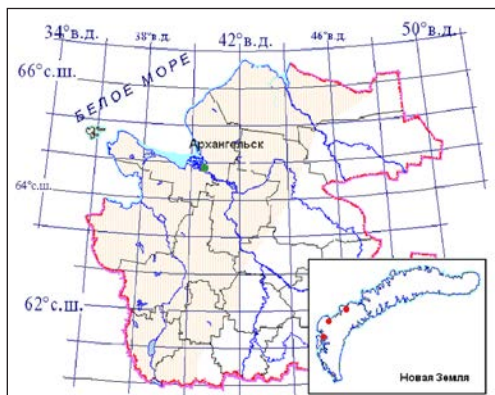 34°в.д.
38°в.д.
42°в.д.
46°в.д.
50°в.д.
66°с.ш.
БЕЛОЕ МОРЕ
Архангельск
64°с.ш.
62°с.ш.
Новая Земля